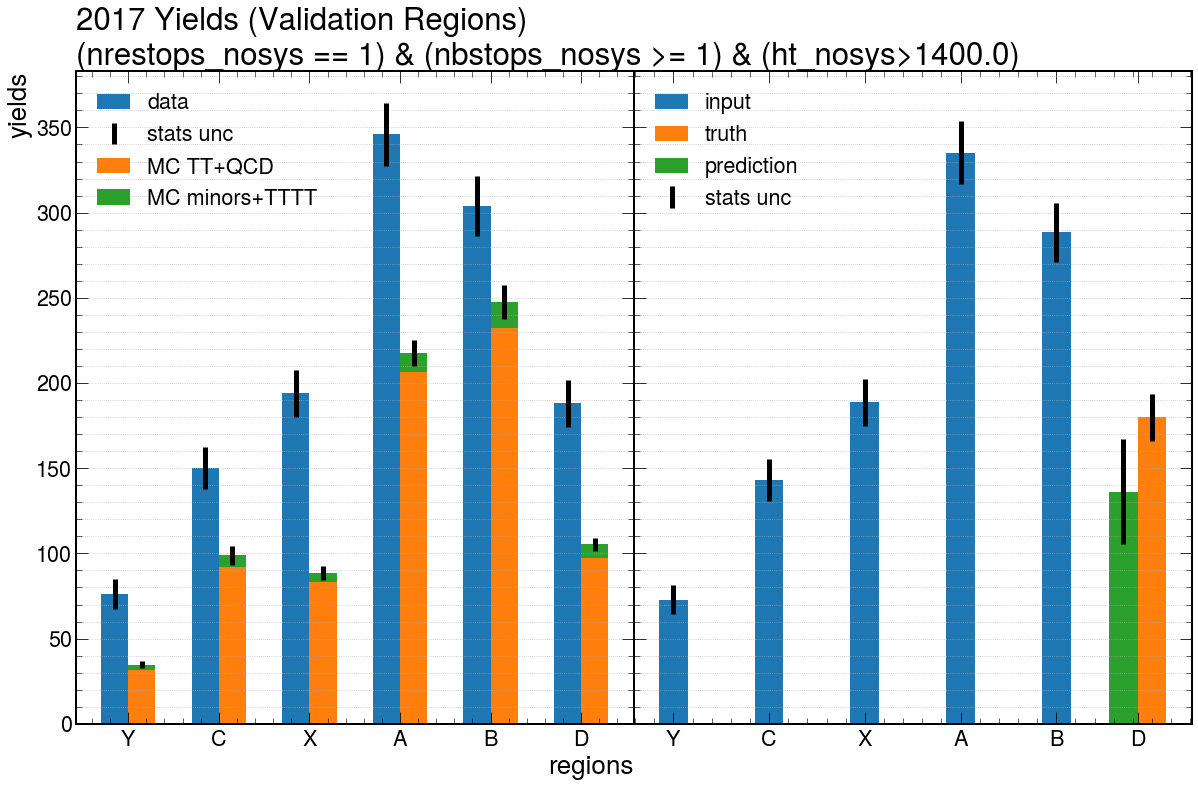 2017 Yields (Validation Regions)
(nrestops_nosys == 1) & (nbstops_nosys >= 1) & (ht_nosys>1400.0)
yields
350
300
250
200
150
100
50
0
data
stats unc
MC TT+QCD
MC minors+TTTT
input
truth
prediction
stats unc
Y C X A B D
Y C X A B D
regions